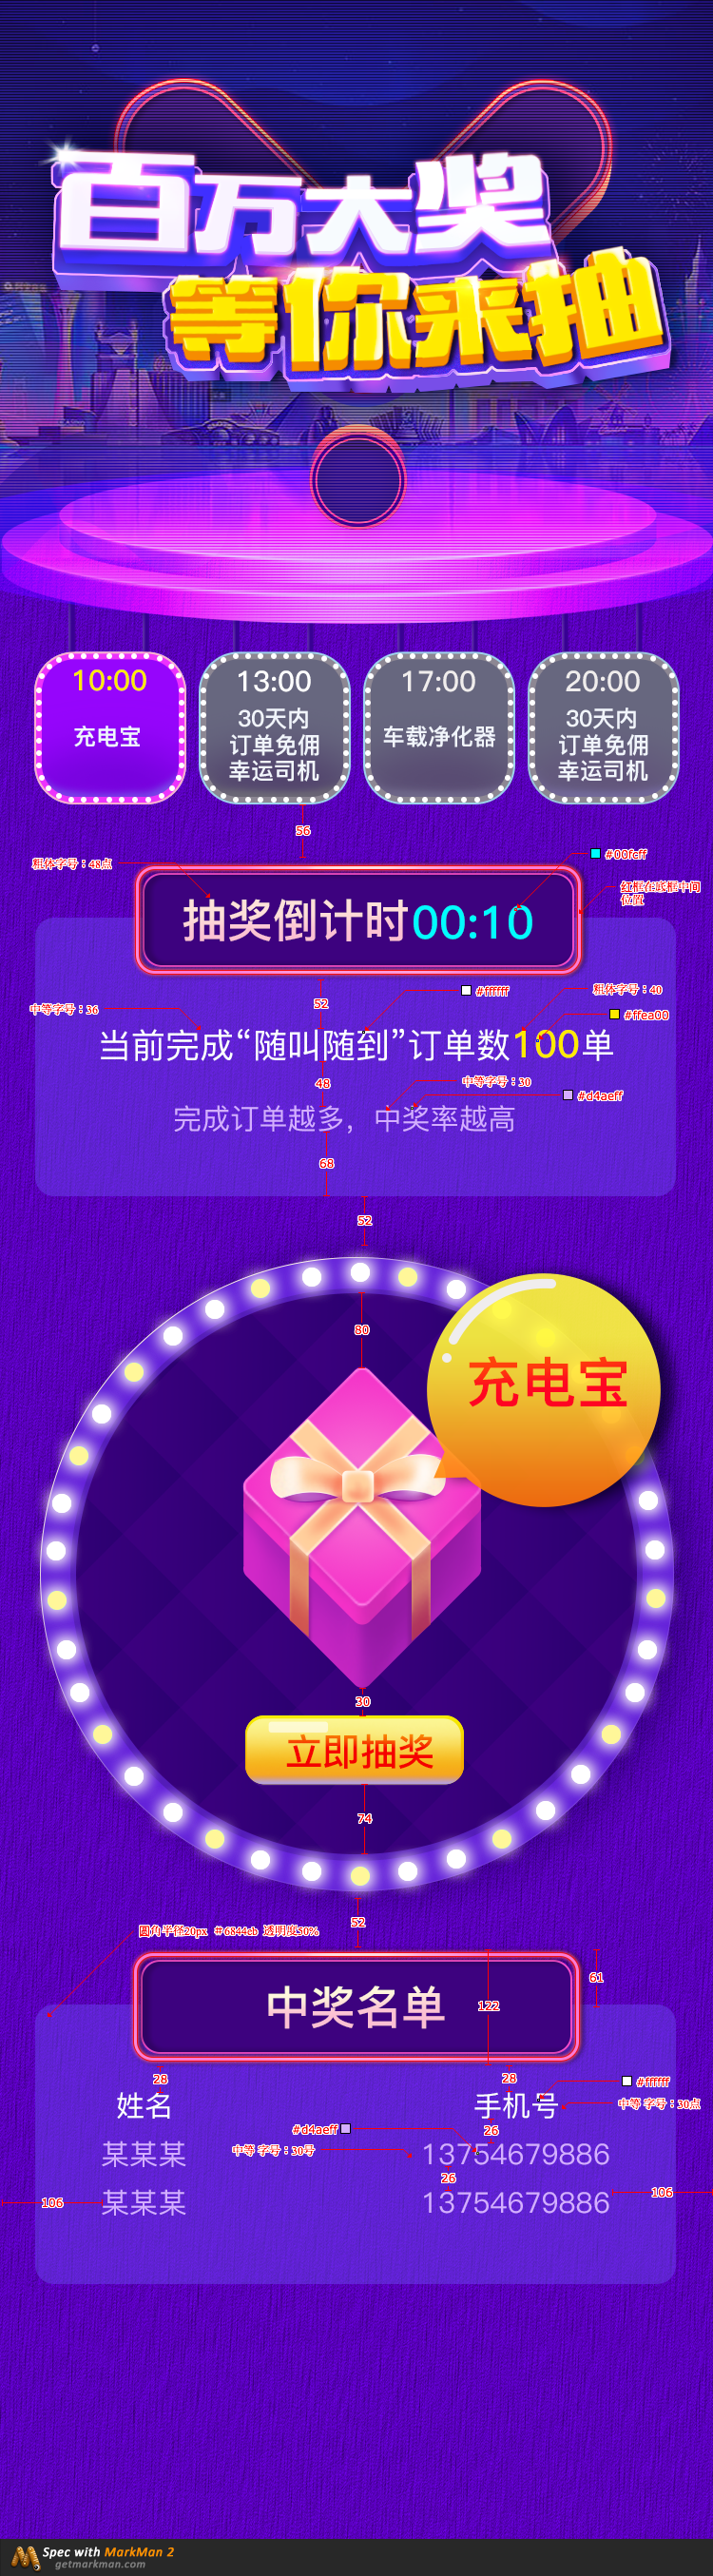 百万大奖
等你来抽
10:00
充电宝
13:00
30天内
订单免佣
幸运司机
17:00
车载净化器
20:00
30天内
订单免佣
幸运司机
56
粗体字号：48点
#00fcff
红框在底框中间
位置
抽奖倒计时00:10
52
#ffffff
粗体字号：40
中等字号：36
#ffea00
当前完成“随叫随到”订单数100单
48
中等字号：30
#d4aeff
完成订单越多，中奖率越高
68
52
80
充电宝
30
立即抽奖
74
52
圆角半径20px #6844eb 透明度50%
61
中奖名单
122
28
28
#ffffff
姓名
手机号
中等 字号：30点
#d4aeff
26
中等 字号：30号
某某某
13754679886
26
106
某某某
13754679886
106
Spec with MarkMan 2
getmarkman.com